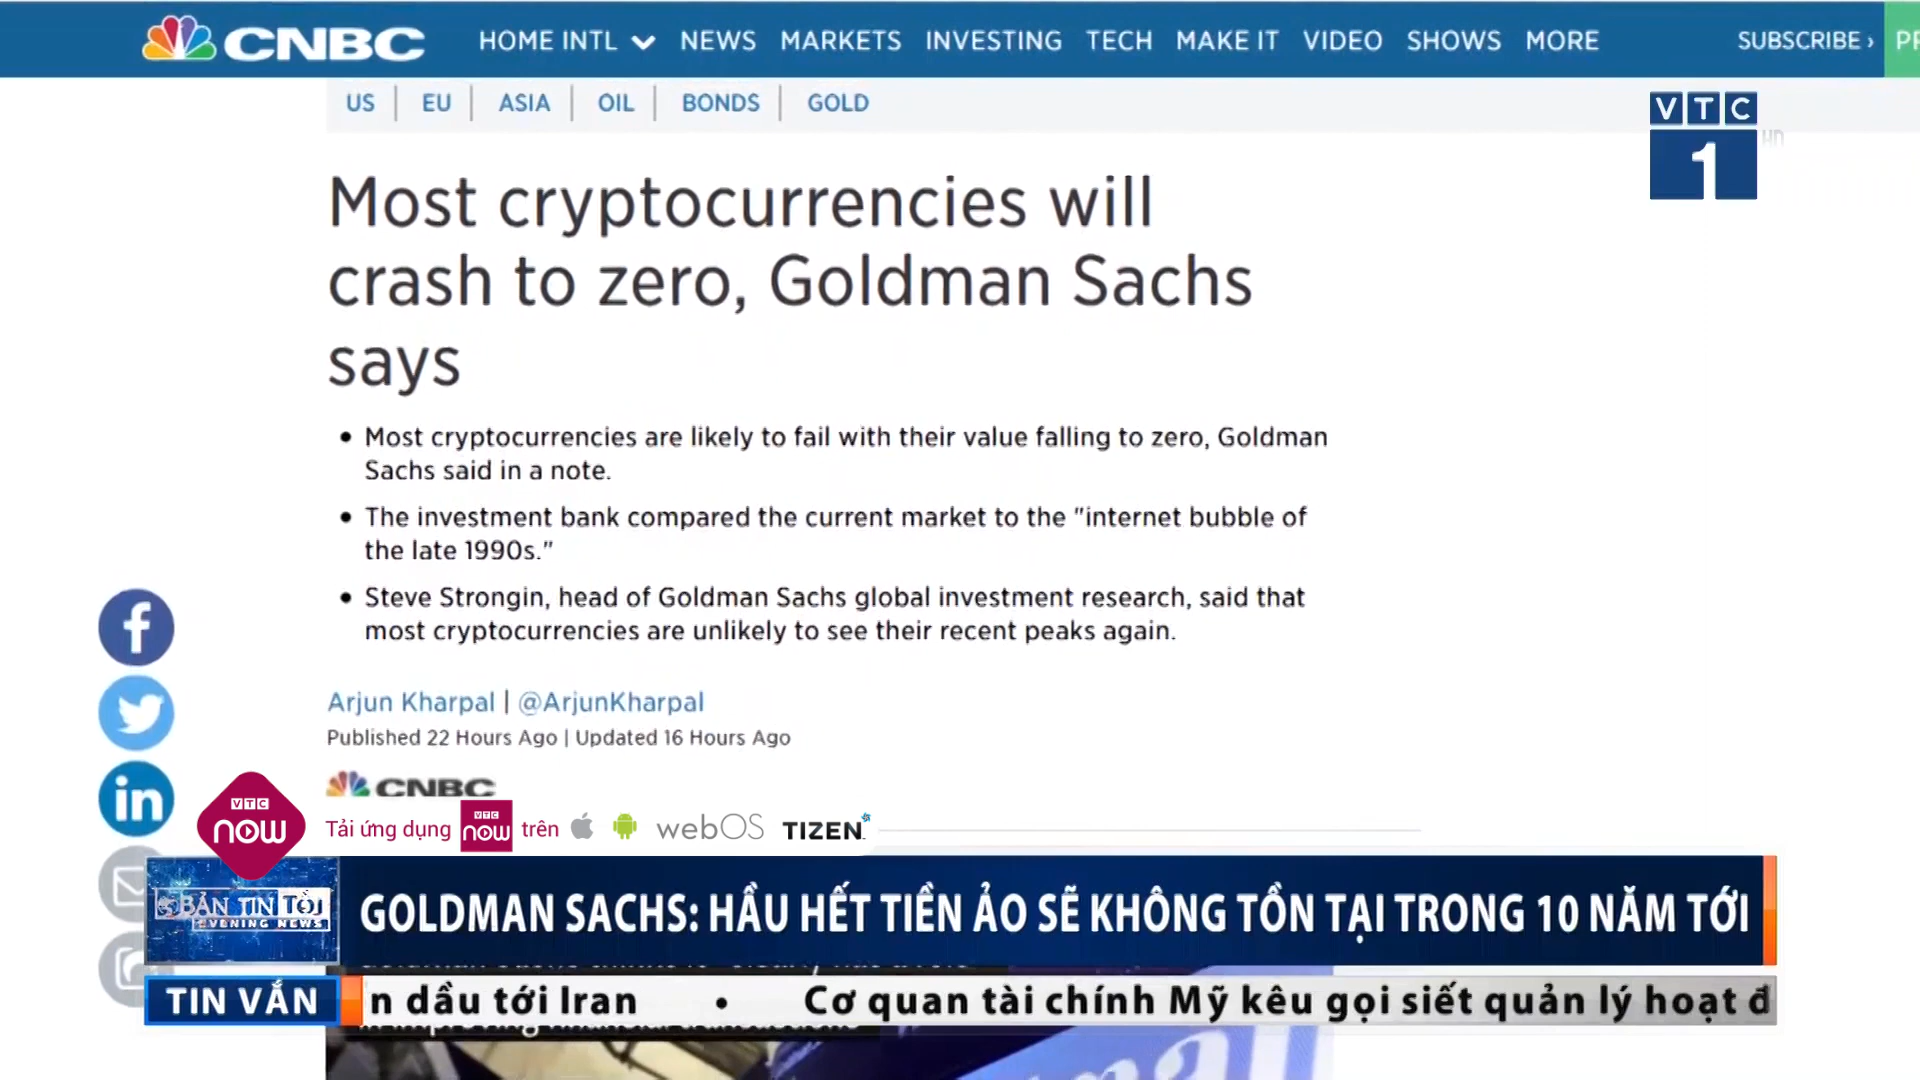 CNBC HOME INTL NEWS MARKETS INVESTING TECH MAKE IT VIDEO SHOWS MORE SUBSCRIBE ›
US EU ASIA OIL BONDS GOLD
VTC
1
HD
Most cryptocurrencies will
crash to zero, Goldman Sachs
says
• Most cryptocurrencies are likely to fail with their value falling to zero, Goldman
Sachs said in a note.
• The investment bank compared the current market to the "internet bubble of
the late 1990s."
• Steve Strongin, head of Goldman Sachs global investment research, said that
most cryptocurrencies are unlikely to see their recent peaks again.
Arjun Kharpal | @ArjunKharpal
Published 22 Hours Ago | Updated 16 Hours Ago
CNBC
VTC
now
Tải ứng dụng VTC now trên webOS TIZEN
BẢN TIN TỐI
EVENING NEWS
GOLDMAN SACHS: HẦU HẾT TIỀN ẢO SẼ KHÔNG TỒN TẠI TRONG 10 NĂM TỚI
TIN VẮN
n dầu tới Iran • Cơ quan tài chính Mỹ kêu gọi siết quản lý hoạt đ